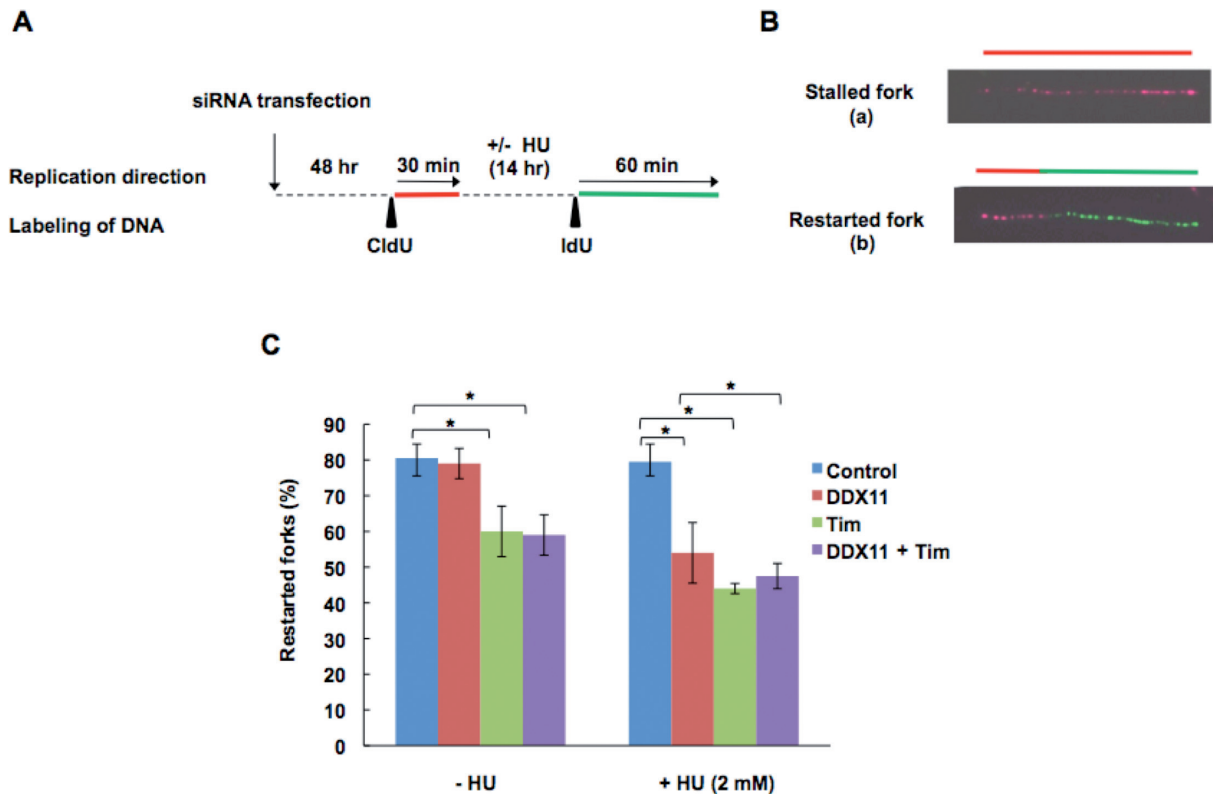 A
siRNA transfection
48 hr
30 min
+/- HU
(14 hr)
60 min
Replication direction
Labeling of DNA
CldU
IdU
B
Stalled fork
(a)
Restarted fork
(b)
C
Restarted forks (%)
90
80
70
60
50
40
30
20
10
0
*
*
*
*
*
- HU
+ HU (2 mM)
Control
DDX11
Tim
DDX11 + Tim